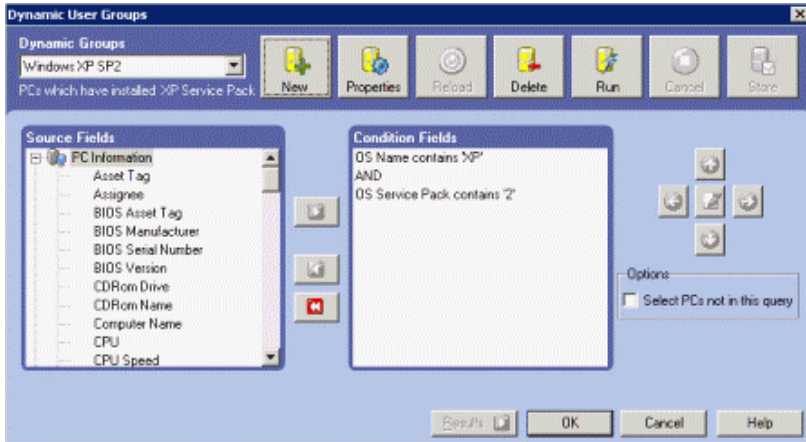 Dynamic User Groups
Dynamic Groups
Windows XP SP2
PCs which have installed XP Service Pack
New
Properties
Reload
Delete
Run
Cancel
Store
Source Fields
PC Information
Asset Tag
Assignee
BIOS Asset Tag
BIOS Manufacturer
BIOS Serial Number
BIOS Version
CDRom Drive
CDRom Name
Computer Name
CPU
CPU Speed
Condition Fields
OS Name contains 'XP'
AND
OS Service Pack contains '2'
Options
Select PCs not in this query
Results
OK
Cancel
Help